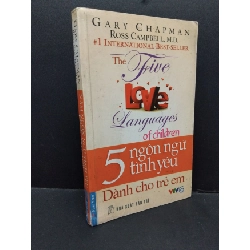 GARY CHAPMAN
ROSS CAMPBELL, M.D.
#1 INTERNATIONAL BEST-SELLER
The Five
Love
Languages
of children
5 ngôn ngữ
tình yêu
Dành cho trẻ em